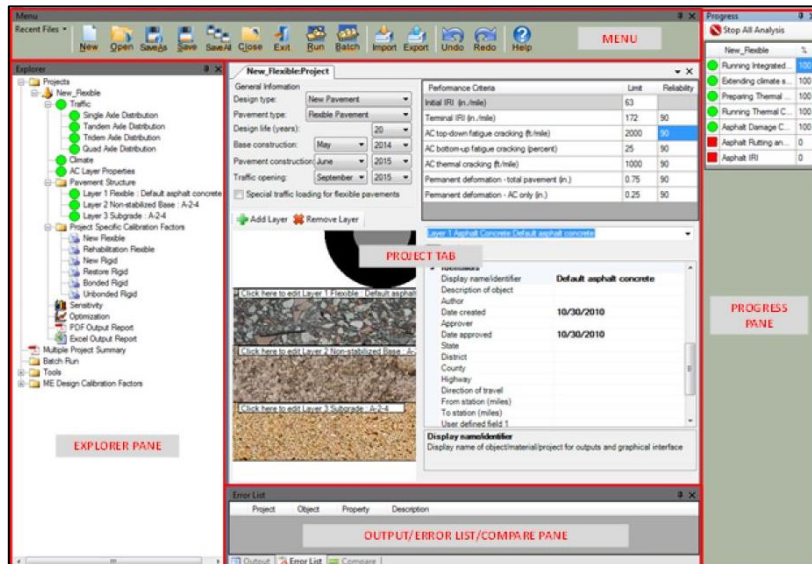 Menu
Recent Files
New
Open
SaveAs
Save
SaveAll
Close
Exit
Run
Batch
Import
Export
Undo
Redo
Help
MENU
Explorer
Projects
New_Flexible
Traffic
Single Axle Distribution
Tandem Axle Distribution
Tridem Axle Distribution
Quad Axle Distribution
Climate
AC Layer Properties
Pavement Structure
Layer 1 Flexible : Default asphalt concrete
Layer 2 Non-stabilized Base : A-2-4
Layer 3 Subgrade : A-2-4
Project Specific Calibration Factors
New Flexible
Rehabilitation Flexible
New Rigid
Restore Rigid
Bonded Rigid
Unbonded Rigid
Sensitivity
Optimization
PDF Output Report
Excel Output Report
Multiple Project Summary
Batch Run
Tools
ME Design Calibration Factors
EXPLORER PANE
New_Flexible:Project
General Information
Design type: New Pavement
Pavement type: Flexible Pavement
Design life (years): 20
Base construction: May 2014
Pavement construction June 2015
Traffic opening: September 2015
Special traffic loading for flexible pavements
Add Layer Remove Layer
Performance Criteria Limit Reliability
Initial IRI (in./mile) 63
Terminal IRI (in./mile) 172 90
AC top-down fatigue cracking (ft/mile) 2000 90
AC bottom-up fatigue cracking (percent) 25 90
AC thermal cracking (ft/mile) 1000 90
Permanent deformation - total pavement (in.) 0.75 90
Permanent deformation - AC only (in.) 0.25 90
Click here to edit Layer 1 Flexible : Default asphalt
Click here to edit Layer 2 Non-stabilized Base : A-2
Click here to edit Layer 3 Subgrade : A-2-4
Layer 1 Asphalt Concrete:Default asphalt concrete
PROJECT TAB
Identifiers
Display name/identifier Default asphalt concrete
Description of object
Author
Date created 10/30/2010
Approver
Date approved 10/30/2010
State
District
County
Highway
Direction of travel
From station (miles)
To station (miles)
User defined field 1
Display name/identifier
Display name of object/material/project for outputs and graphical interface
Error List
Project Object Property Description
OUTPUT/ERROR LIST/COMPARE PANE
Output Error List Compare
Progress
Stop All Analysis
New_Flexible %
Running Integrated... 100
Extending climate s... 100
Preparing Thermal ... 100
Running Thermal C... 100
Asphalt Damage C... 100
Asphalt Rutting an... 0
Asphalt IRI 0
PROGRESS
PANE